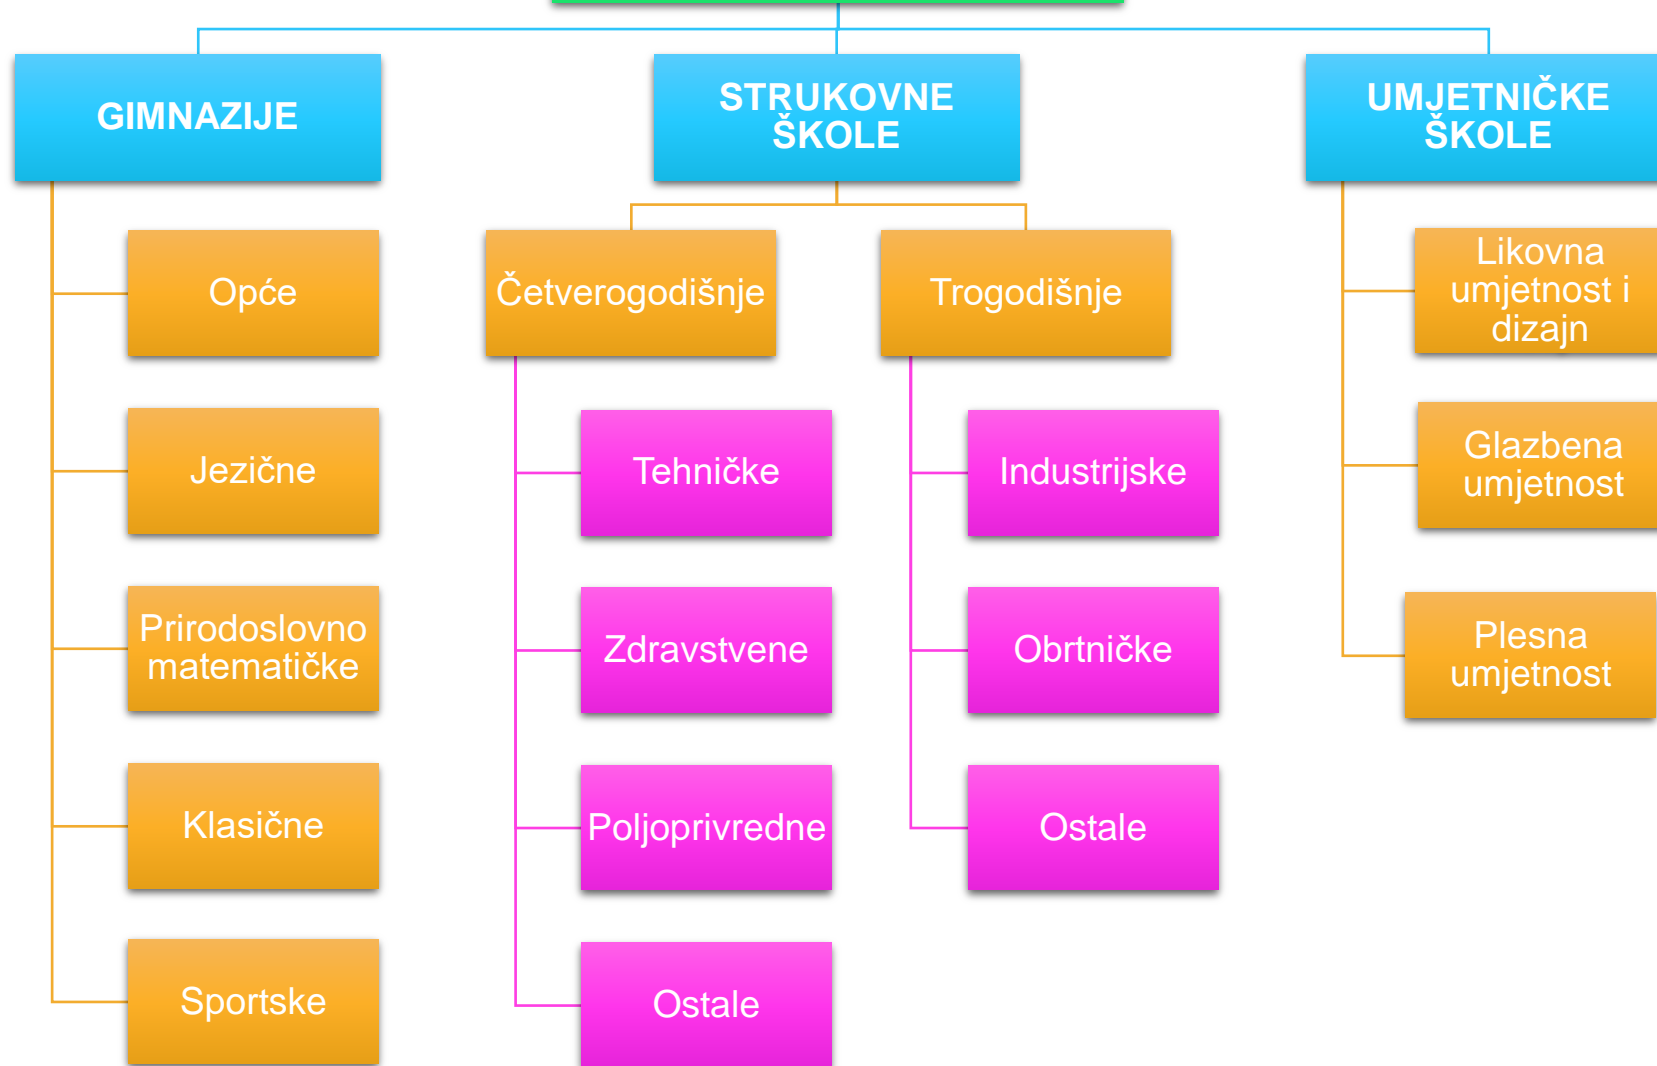 GIMNAZIJE
STRUKOVNE
ŠKOLE
UMJETNIČKE
ŠKOLE
Opće
Jezične
Prirodoslovno
matematičke
Klasične
Sportske
Četverogodišnje
Tehničke
Zdravstvene
Poljoprivredne
Ostale
Trogodišnje
Industrijske
Obrtničke
Ostale
Likovna
umjetnost i
dizajn
Glazbena
umjetnost
Plesna
umjetnost